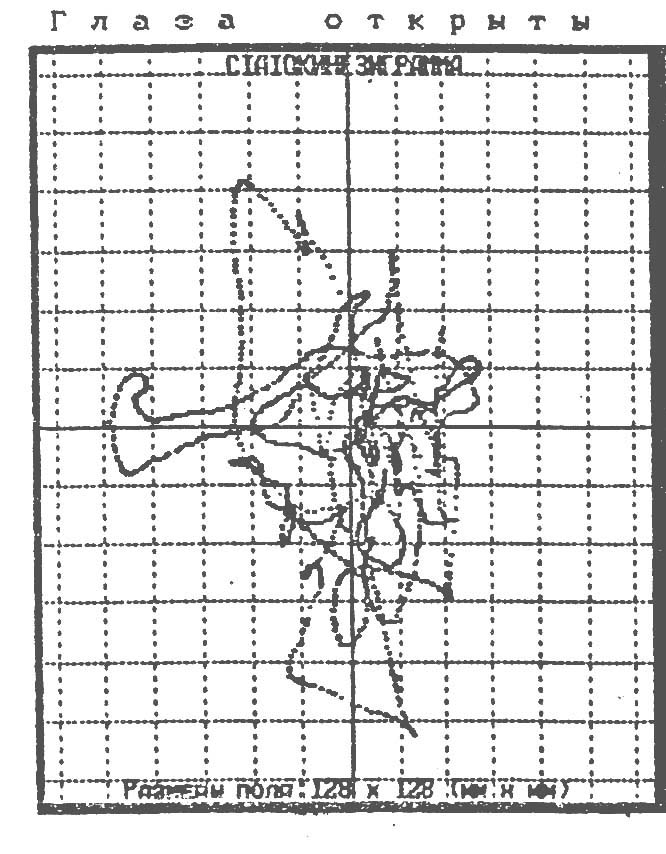 Глаза открыты
СТАТОКИНЕЗИГРАММА
Размеры поля 128 x 128 (мм x мм)